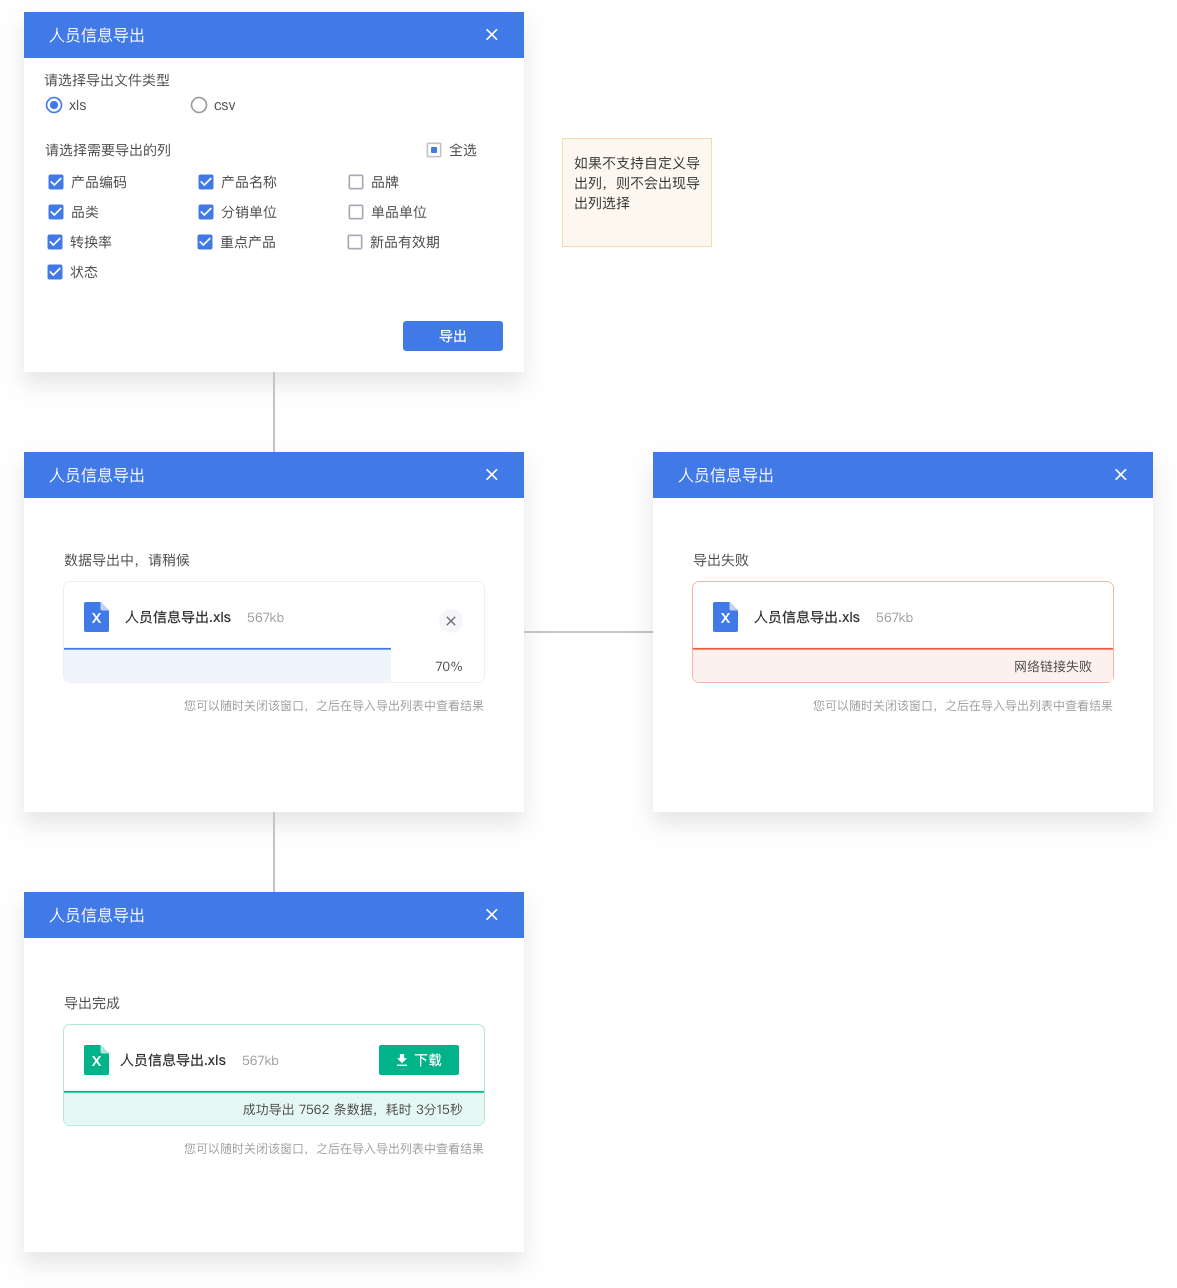 人员信息导出
请选择导出文件类型
xls
csv
请选择需要导出的列
全选
产品编码
产品名称
品牌
品类
分销单位
单品单位
转换率
重点产品
新品有效期
状态
导出
如果不支持自定义导
出列，则不会出现导
出列选择
人员信息导出
数据导出中，请稍候
X
人员信息导出.xls
567kb
70%
您可以随时关闭该窗口，之后在导入导出列表中查看结果
人员信息导出
导出失败
X
人员信息导出.xls
567kb
网络链接失败
您可以随时关闭该窗口，之后在导入导出列表中查看结果
人员信息导出
导出完成
X
人员信息导出.xls
567kb
下载
成功导出 7562 条数据，耗时 3分15秒
您可以随时关闭该窗口，之后在导入导出列表中查看结果